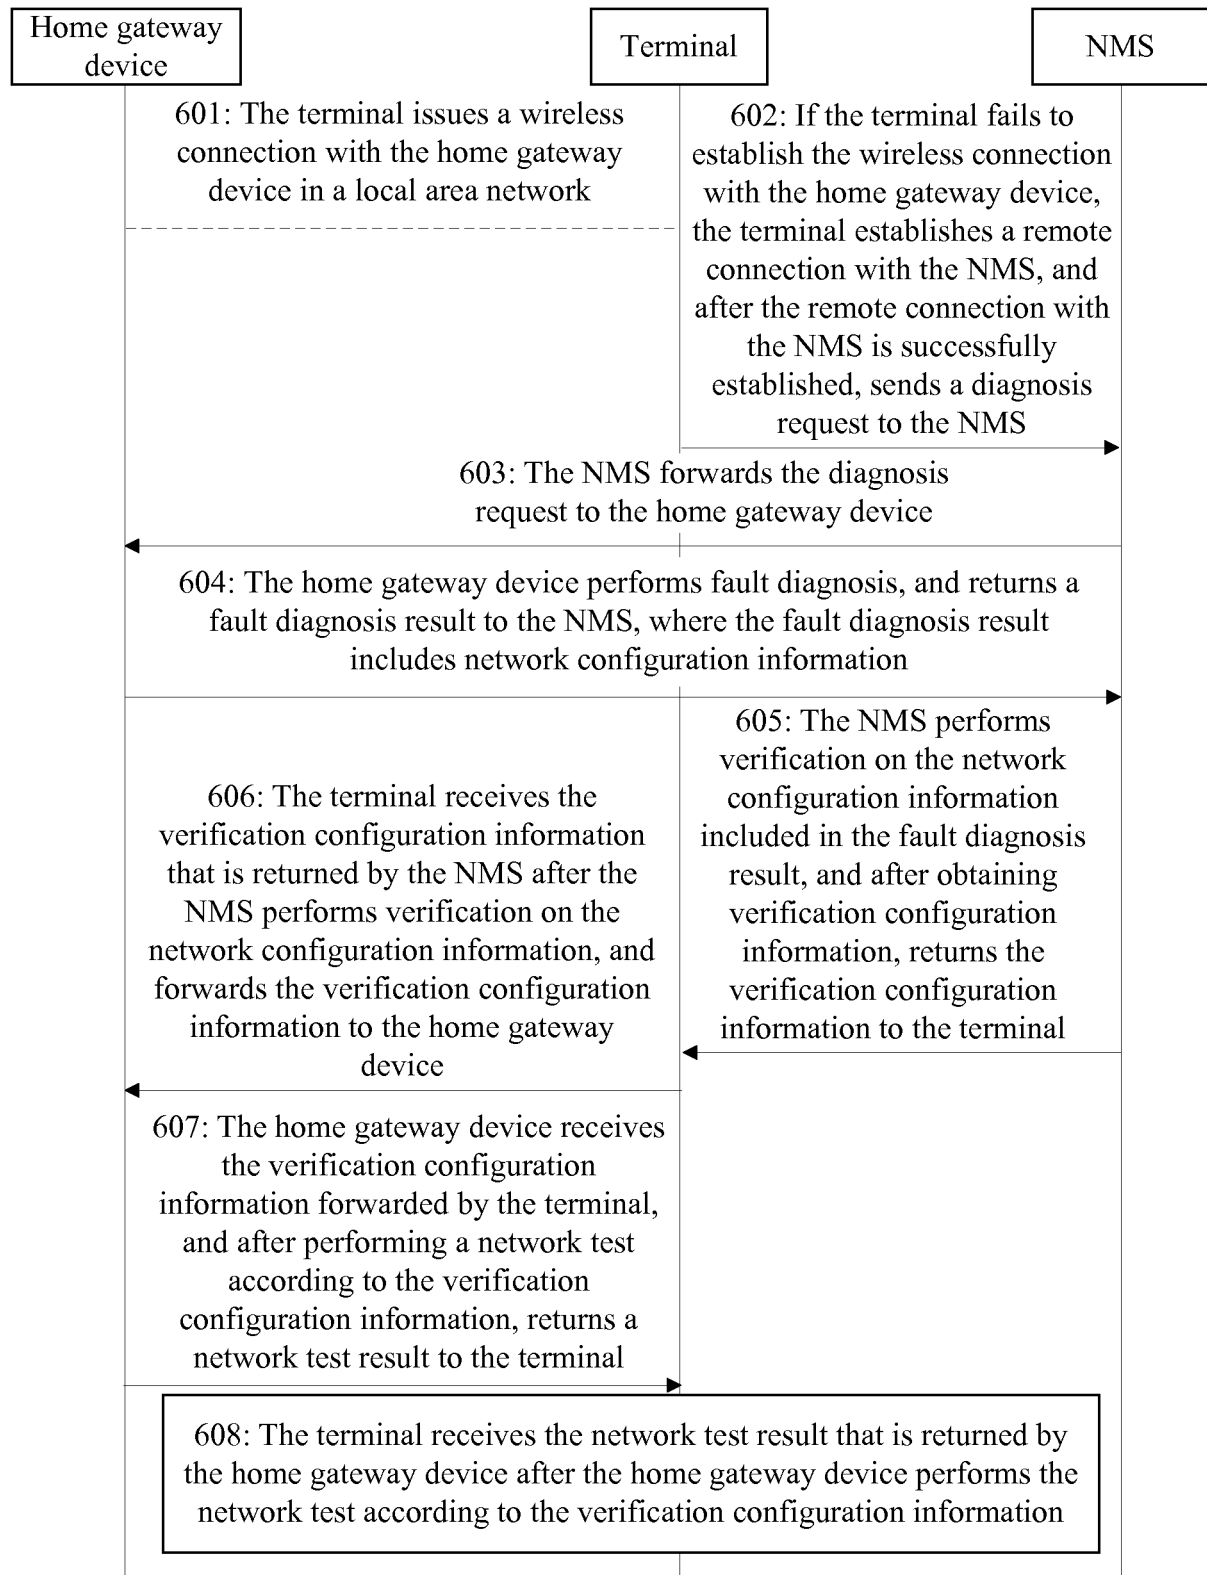 Home gateway
device
Terminal
NMS
601: The terminal issues a wireless
connection with the home gateway
device in a local area network
602: If the terminal fails to
establish the wireless connection
with the home gateway device,
the terminal establishes a remote
connection with the NMS, and
after the remote connection with
the NMS is successfully
established, sends a diagnosis
request to the NMS
603: The NMS forwards the diagnosis
request to the home gateway device
604: The home gateway device performs fault diagnosis, and returns a
fault diagnosis result to the NMS, where the fault diagnosis result
includes network configuration information
605: The NMS performs
verification on the network
configuration information
included in the fault diagnosis
result, and after obtaining
verification configuration
information, returns the
verification configuration
information to the terminal
606: The terminal receives the
verification configuration information
that is returned by the NMS after the
NMS performs verification on the
network configuration information, and
forwards the verification configuration
information to the home gateway
device
607: The home gateway device receives
the verification configuration
information forwarded by the terminal,
and after performing a network test
according to the verification
configuration information, returns a
network test result to the terminal
608: The terminal receives the network test result that is returned by
the home gateway device after the home gateway device performs the
network test according to the verification configuration information